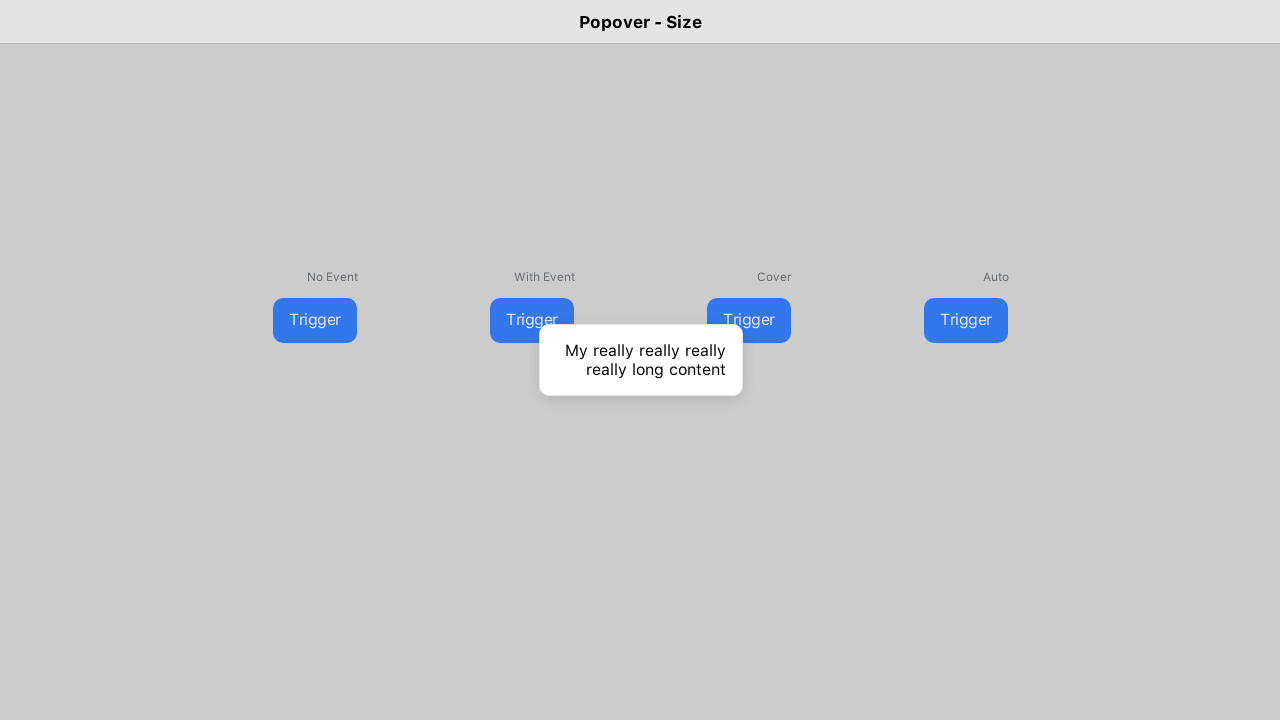 Popover - Size
No Event
With Event
Cover
Auto
Trigger
Trigger
Trigger
Trigger
My really really really
really long content